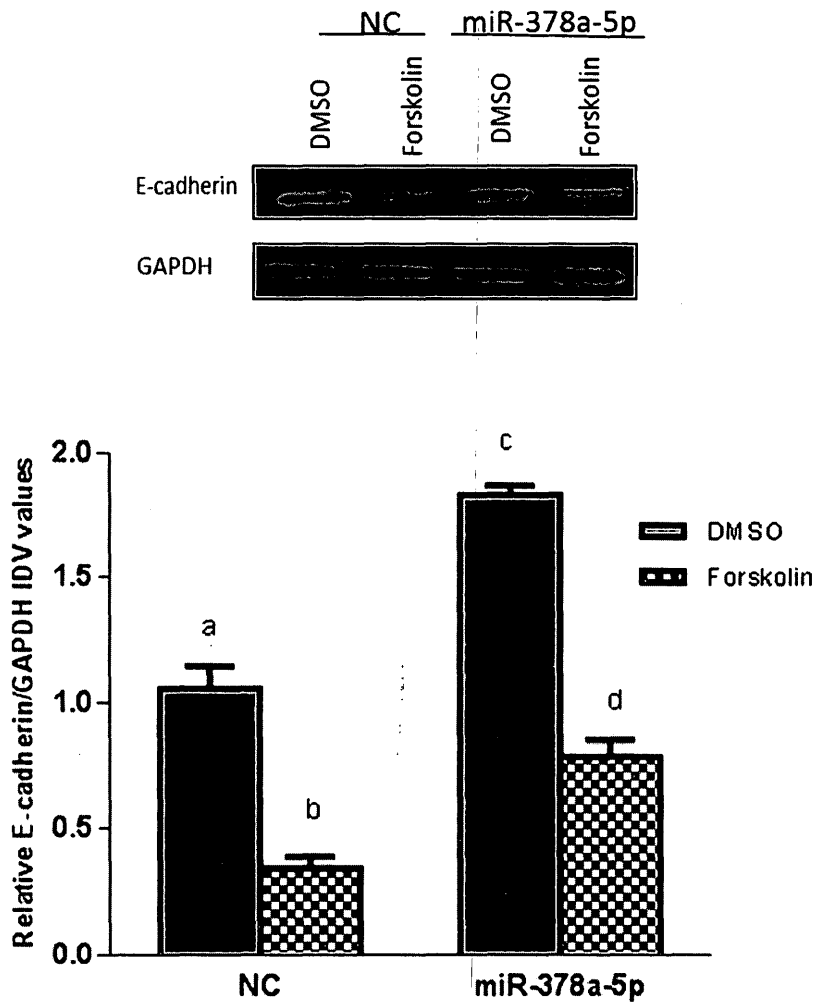 NC miR-378a-5p
DMSO
Forskolin
DMSO
Forskolin
E-cadherin
GAPDH
Relative E-cadherin/GAPDH IDV values
2.0
1.5
1.0
0.5
0.0
a
b
c
d
DMSO
Forskolin
NC miR-378a-5p